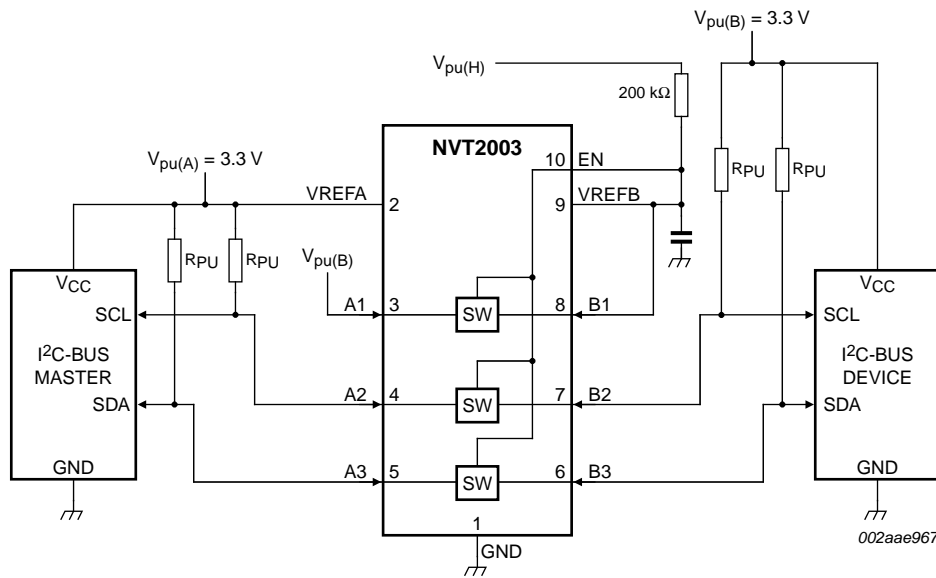 Vpu(B) = 3.3 V
Vpu(H)
200 kΩ
NVT2003
Vpu(A) = 3.3 V
10 EN
RPU RPU
VREFA 2
9 VREFB
RPU RPU
Vpu(B)
VCC
VCC
A1 3 SW 8 B1
SCL
SCL
I2C-BUS
MASTER
I2C-BUS
DEVICE
A2 4 SW 7 B2
SDA
SDA
GND
GND
A3 5 SW 6 B3
1
GND
002aae967